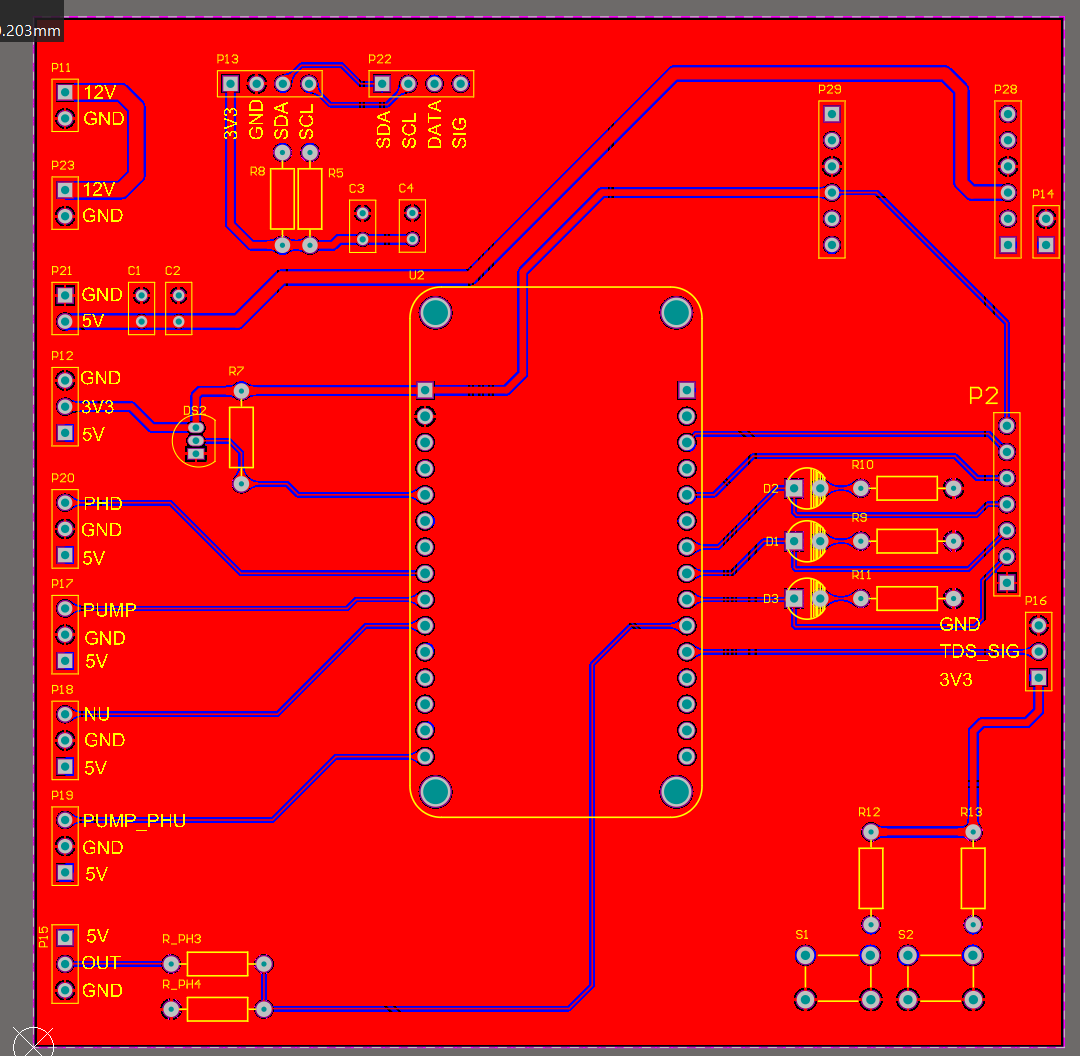 0.203mm
P11
12V
GND
P23
12V
GND
P13
3V3
GND
SDA
SCL
P22
SDA
SCL
DATA
SIG
R8
R5
C3
C4
P29
P28
P14
P21
GND
5V
C1
C2
U2
P12
GND
3V3
5V
DS2
R7
P2
P20
PHD
GND
5V
D2
R10
D1
R9
D3
R11
P17
PUMP
GND
5V
P16
GND
TDS_SIG
3V3
P18
NU
GND
5V
P19
PUMP_PHU
GND
5V
R12
R13
P15
5V
OUT
GND
R_PH3
R_PH4
S1
S2